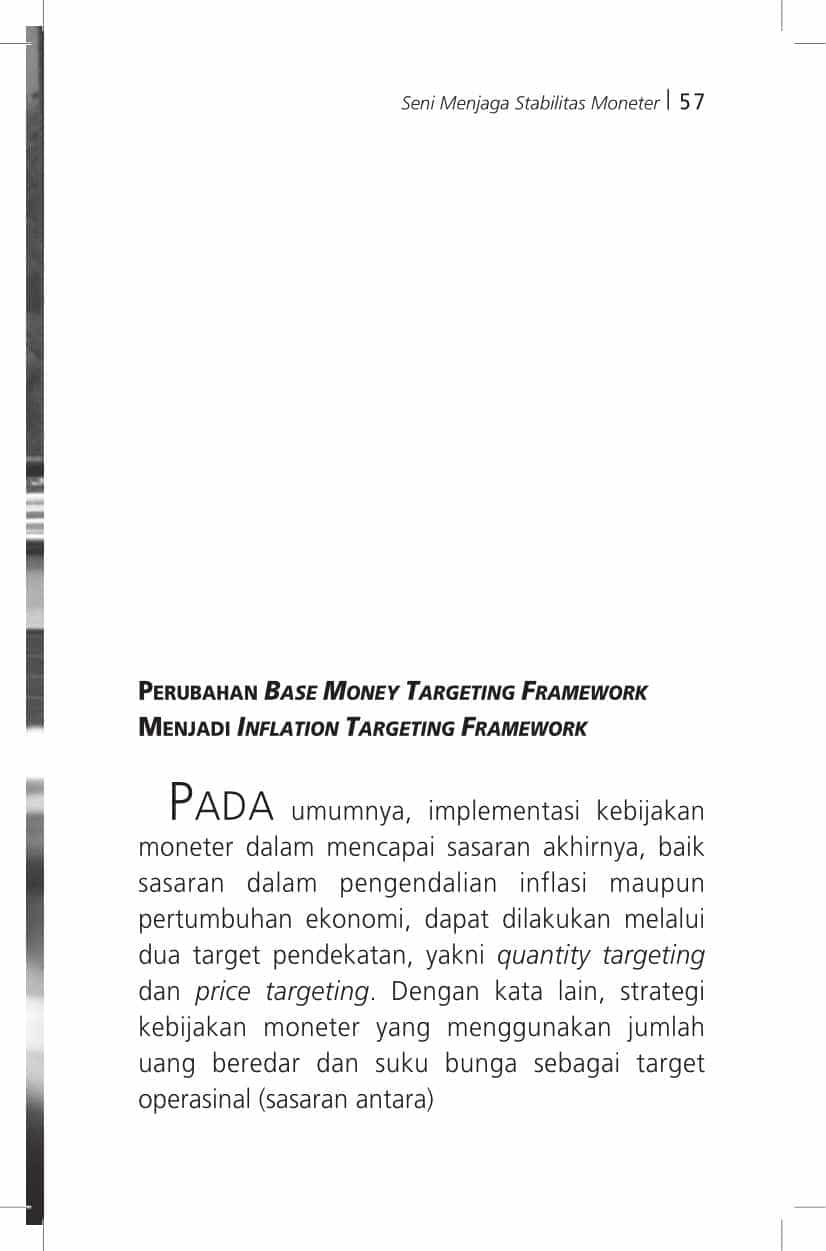 Seni Menjaga Stabilitas Moneter | 57
PERUBAHAN BASE MONEY TARGETING FRAMEWORK
MENJADI INFLATION TARGETING FRAMEWORK
PADA umumnya, implementasi kebijakan
moneter dalam mencapai sasaran akhirnya, baik
sasaran dalam pengendalian inflasi maupun
pertumbuhan ekonomi, dapat dilakukan melalui
dua target pendekatan, yakni quantity targeting
dan price targeting. Dengan kata lain, strategi
kebijakan moneter yang menggunakan jumlah
uang beredar dan suku bunga sebagai target
operasinal (sasaran antara)